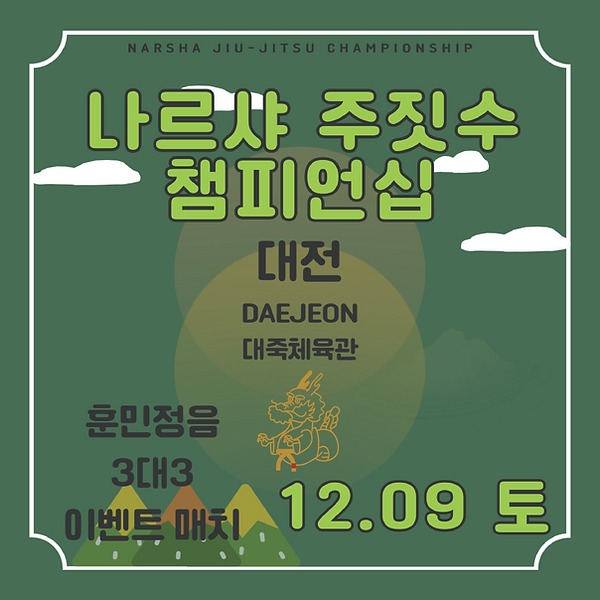 NARSHA JIU-JITSU CHAMPIONSHIP
나르샤 주짓수
챔피언십
대전
DAEJEON
대죽체육관
훈민정음
3대3
이벤트 매치
12.09 토